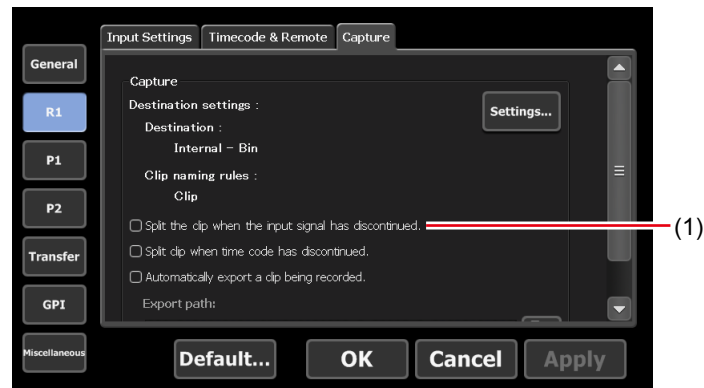 Input Settings
Timecode & Remote
Capture
General
R1
P1
P2
Transfer
GPI
Miscellaneous
Capture
Destination settings :
Settings...
Destination :
Internal - Bin
Clip naming rules :
Clip
Split the clip when the input signal has discontinued.
(1)
Split clip when time code has discontinued.
Automatically export a clip being recorded.
Export path:
Default...
OK
Cancel
Apply